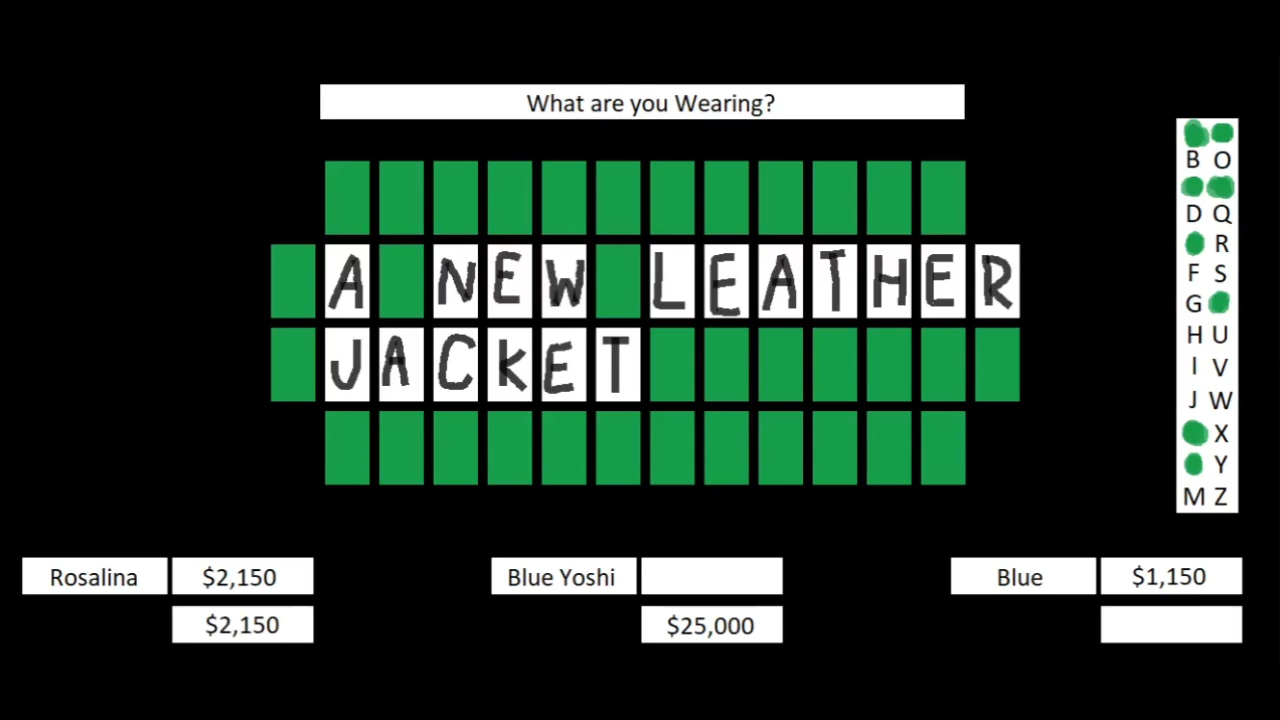 What are you Wearing?
A NEW LEATHER
JACKET
B O
D Q
R
F S
G
H U
I V
J W
X
Y
M Z
Rosalina $2,150 Blue Yoshi Blue $1,150
$2,150 $25,000